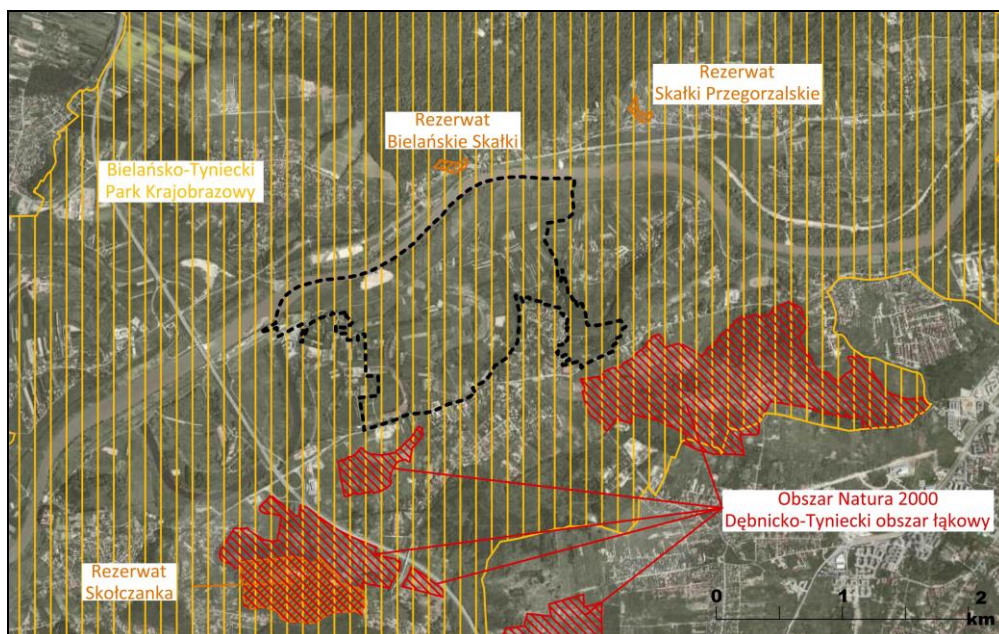 Rezerwat
Skałki Przegorzalskie
Rezerwat
Bielańskie Skałki
Bielańsko-Tyniecki
Park Krajobrazowy
Obszar Natura 2000
Dębnicko-Tyniecki obszar łąkowy
Rezerwat
Skołczanka
0 1 2
km